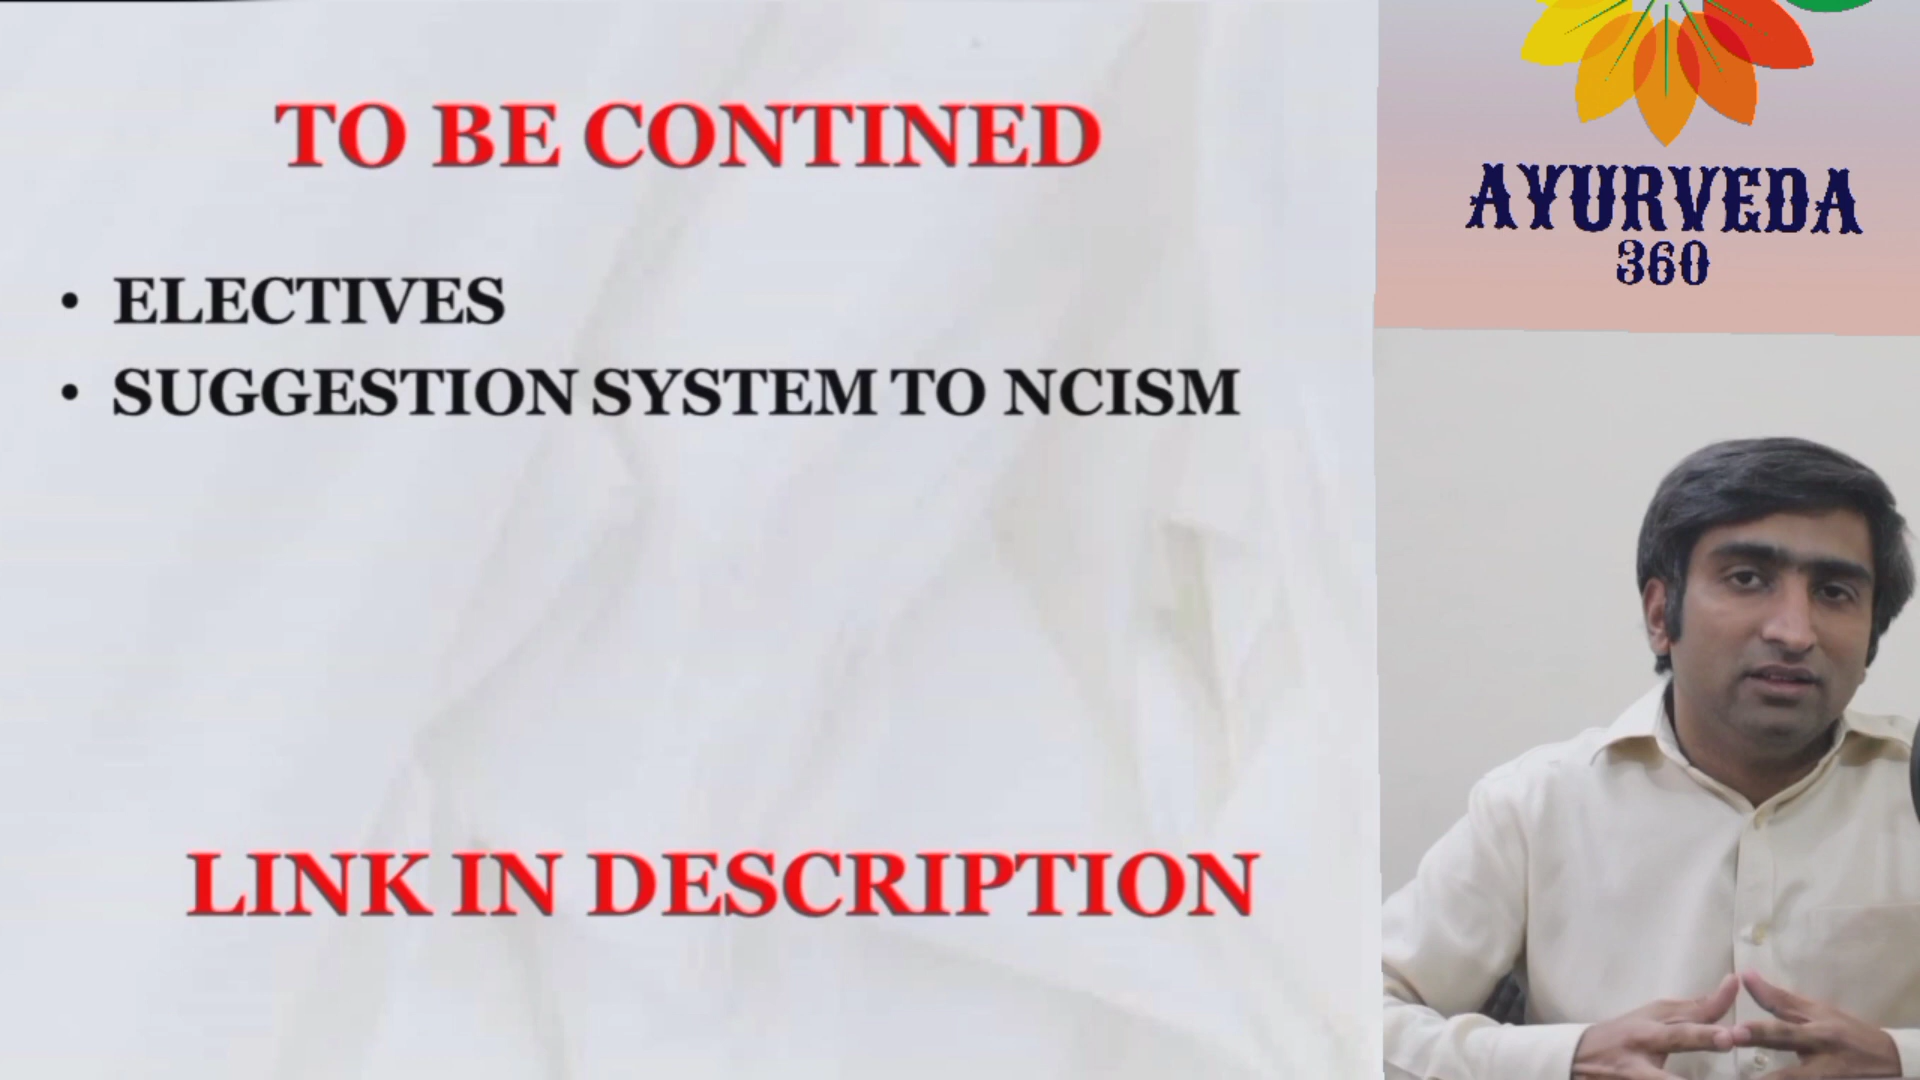 TO BE CONTINED
• ELECTIVES
• SUGGESTION SYSTEM TO NCISM
LINK IN DESCRIPTION
AYURVEDA
360